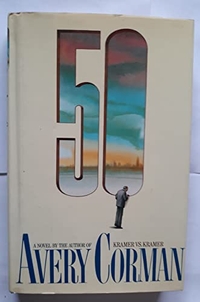 50
A NOVEL BY THE AUTHOR OF KRAMER VS. KRAMER
AVERY CORMAN